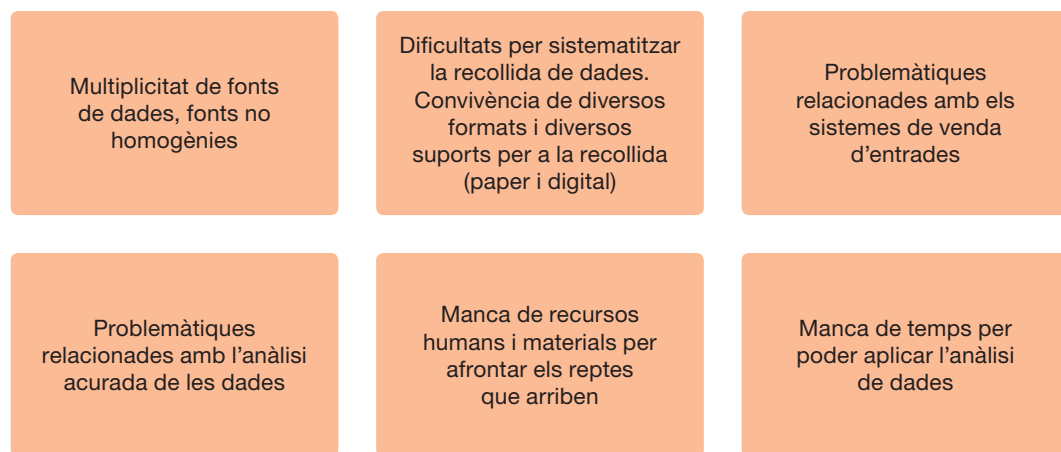 Multiplicitat de fonts
de dades, fonts no
homogènies
Dificultats per sistematitzar
la recollida de dades.
Convivència de diversos
formats i diversos
suports per a la recollida
(paper i digital)
Problemàtiques
relacionades amb els
sistemes de venda
d’entrades
Problemàtiques
relacionades amb l’anàlisi
acurada de les dades
Manca de recursos
humans i materials per
afrontar els reptes
que arriben
Manca de temps per
poder aplicar l’anàlisi
de dades